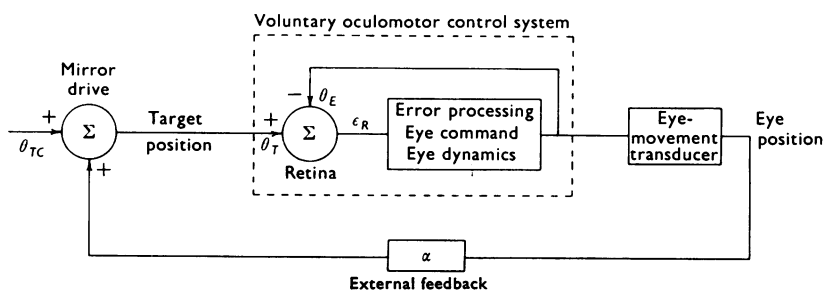 Voluntary oculomotor control system
Mirror
drive
+
Σ
θTC
+
Target
position
−
θE
+
θT
Σ
Retina
εR
Error processing
Eye command
Eye dynamics
Eye-
movement
transducer
Eye
position
α
External feedback